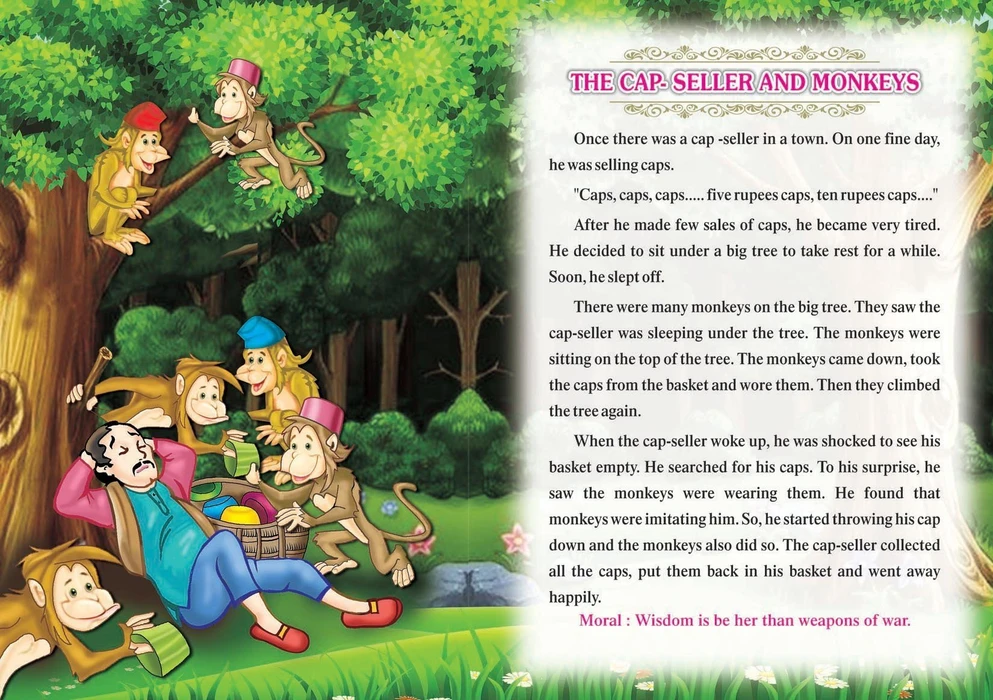 THE CAP- SELLER AND MONKEYS
Once there was a cap -seller in a town. On one fine day,
he was selling caps.
"Caps, caps, caps..... five rupees caps, ten rupees caps...."
After he made few sales of caps, he became very tired.
He decided to sit under a big tree to take rest for a while.
Soon, he slept off.
There were many monkeys on the big tree. They saw the
cap-seller was sleeping under the tree. The monkeys were
sitting on the top of the tree. The monkeys came down, took
the caps from the basket and wore them. Then they climbed
the tree again.
When the cap-seller woke up, he was shocked to see his
basket empty. He searched for his caps. To his surprise, he
saw the monkeys were wearing them. He found that
monkeys were imitating him. So, he started throwing his cap
down and the monkeys also did so. The cap-seller collected
all the caps, put them back in his basket and went away
happily.
Moral : Wisdom is be her than weapons of war.